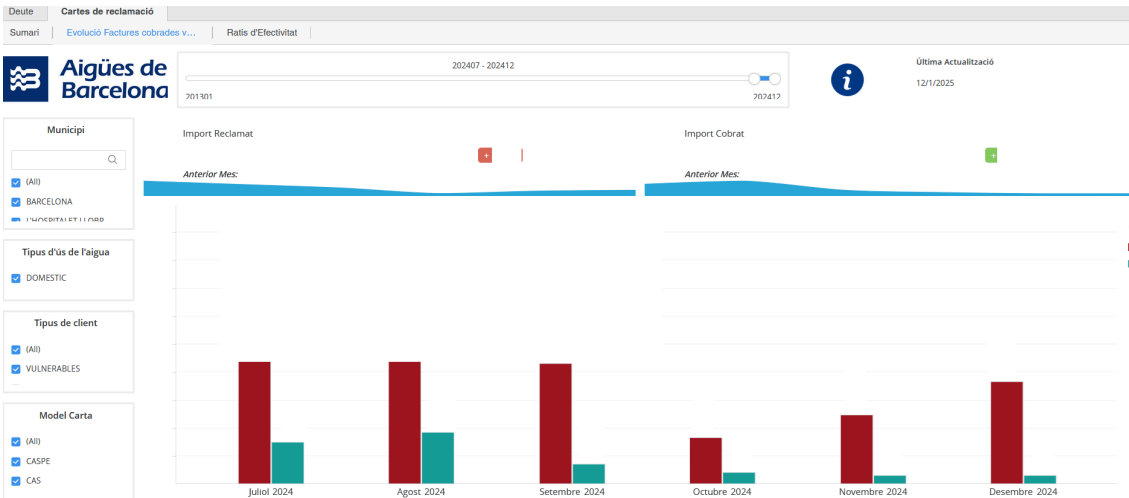 Deute Cartes de reclamació
Sumari Evolució Factures cobrades v... Ratis d'Efectivitat
Aigües de
Barcelona
202407 - 202412
201301 202412
i
Última Actualització
12/1/2025
Municipi
(All)
BARCELONA
L'HOSPITALET LLOBR
Tipus d'ús de l'aigua
DOMESTIC
Tipus de client
(All)
VULNERABLES
Model Carta
(All)
CASPE
CAS
Import Reclamat
+
Anterior Mes:
Import Cobrat
+
Anterior Mes:
Juliol 2024 Agost 2024 Setembre 2024 Octubre 2024 Novembre 2024 Desembre 2024